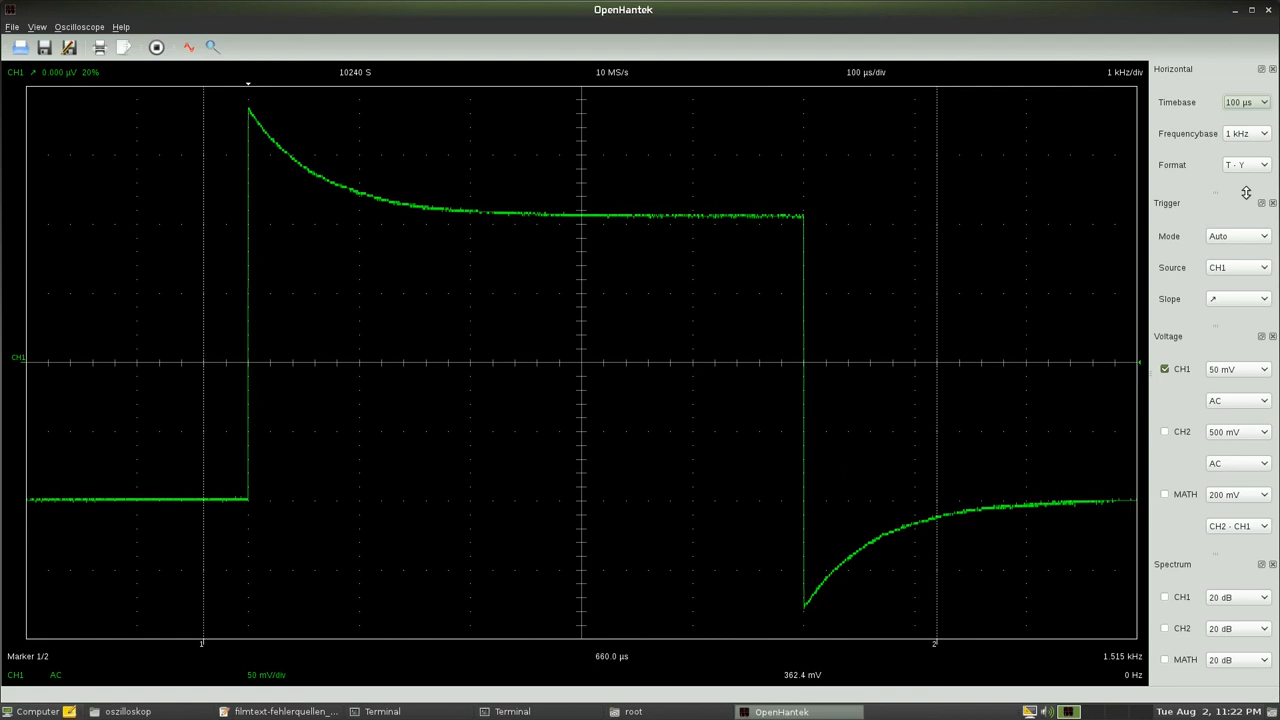 OpenHantek
File View Oscilloscope Help
CH1 ↗ 0.000 µV 20% 10240 S 10 MS/s 100 µs/div 1 kHz/div
CH1
1 2
Marker 1/2 660.0 µs 1.515 kHz
CH1 AC 50 mV/div 362.4 mV 0 Hz
Horizontal
Timebase 100 µs
Frequencybase 1 kHz
Format T - Y
Trigger
Mode Auto
Source CH1
Slope ↗
Voltage
CH1 50 mV
AC
CH2 500 mV
AC
MATH 200 mV
CH2 - CH1
Spectrum
CH1 20 dB
CH2 20 dB
MATH 20 dB
Computer oszilloskop filmtext-fehlerquellen_... Terminal Terminal root OpenHantek Tue Aug 2, 11:22 PM